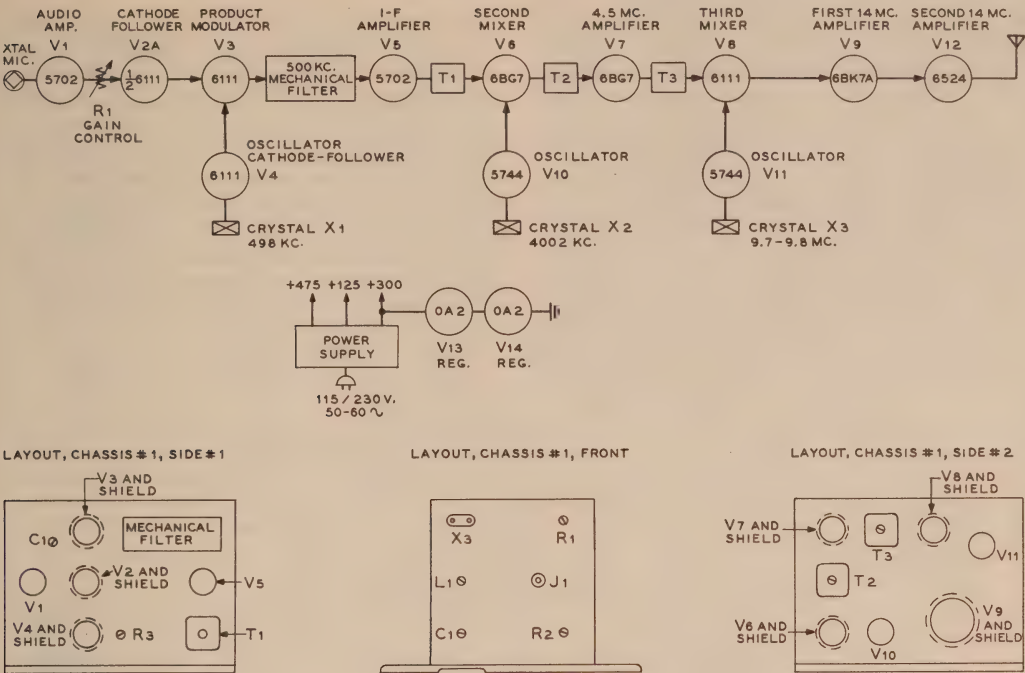 AUDIO AMP. V1
CATHODE FOLLOWER V2A
PRODUCT MODULATOR V3
I-F AMPLIFIER V5
SECOND MIXER V6
4.5 MC. AMPLIFIER V7
THIRD MIXER V8
FIRST 14 MC. AMPLIFIER V9
SECOND 14 MC. AMPLIFIER V12
XTAL MIC.
5702
R1 GAIN CONTROL
½ 6111
6111
500 KC. MECHANICAL FILTER
5702
T1
6BG7
T2
6BG7
T3
6111
6BK7A
6524
OSCILLATOR CATHODE-FOLLOWER
6111
V4
CRYSTAL X1
498 KC.
OSCILLATOR
5744
V10
CRYSTAL X2
4002 KC.
OSCILLATOR
5744
V11
CRYSTAL X3
9.7-9.8 MC.
+475 +125 +300
POWER SUPPLY
115 / 230 V.
50-60 ~
0A2
V13 REG.
0A2
V14 REG.
LAYOUT, CHASSIS #1, SIDE #1
V3 AND SHIELD
C1
MECHANICAL FILTER
V1
V2 AND SHIELD
V5
V4 AND SHIELD
R3
T1
LAYOUT, CHASSIS #1, FRONT
X3
R1
L1
J1
C1
R2
LAYOUT, CHASSIS #1, SIDE #2
V8 AND SHIELD
V7 AND SHIELD
T3
V11
T2
V6 AND SHIELD
V10
V9 AND SHIELD